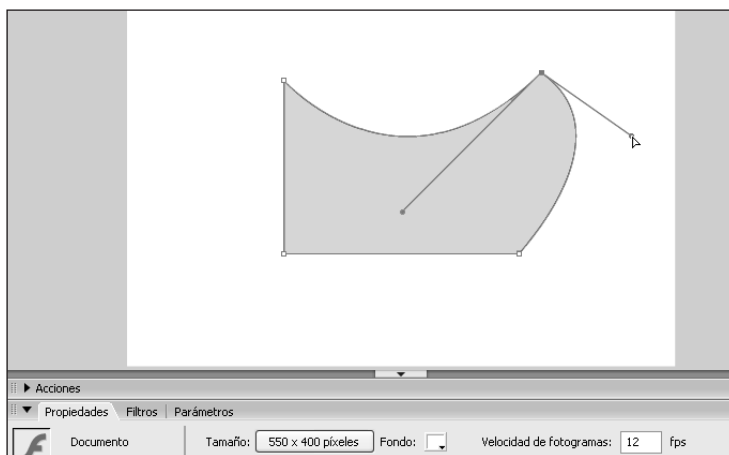 Acciones
Propiedades Filtros Parámetros
Documento Tamaño: 550 x 400 píxeles Fondo: Velocidad de fotogramas: 12 fps